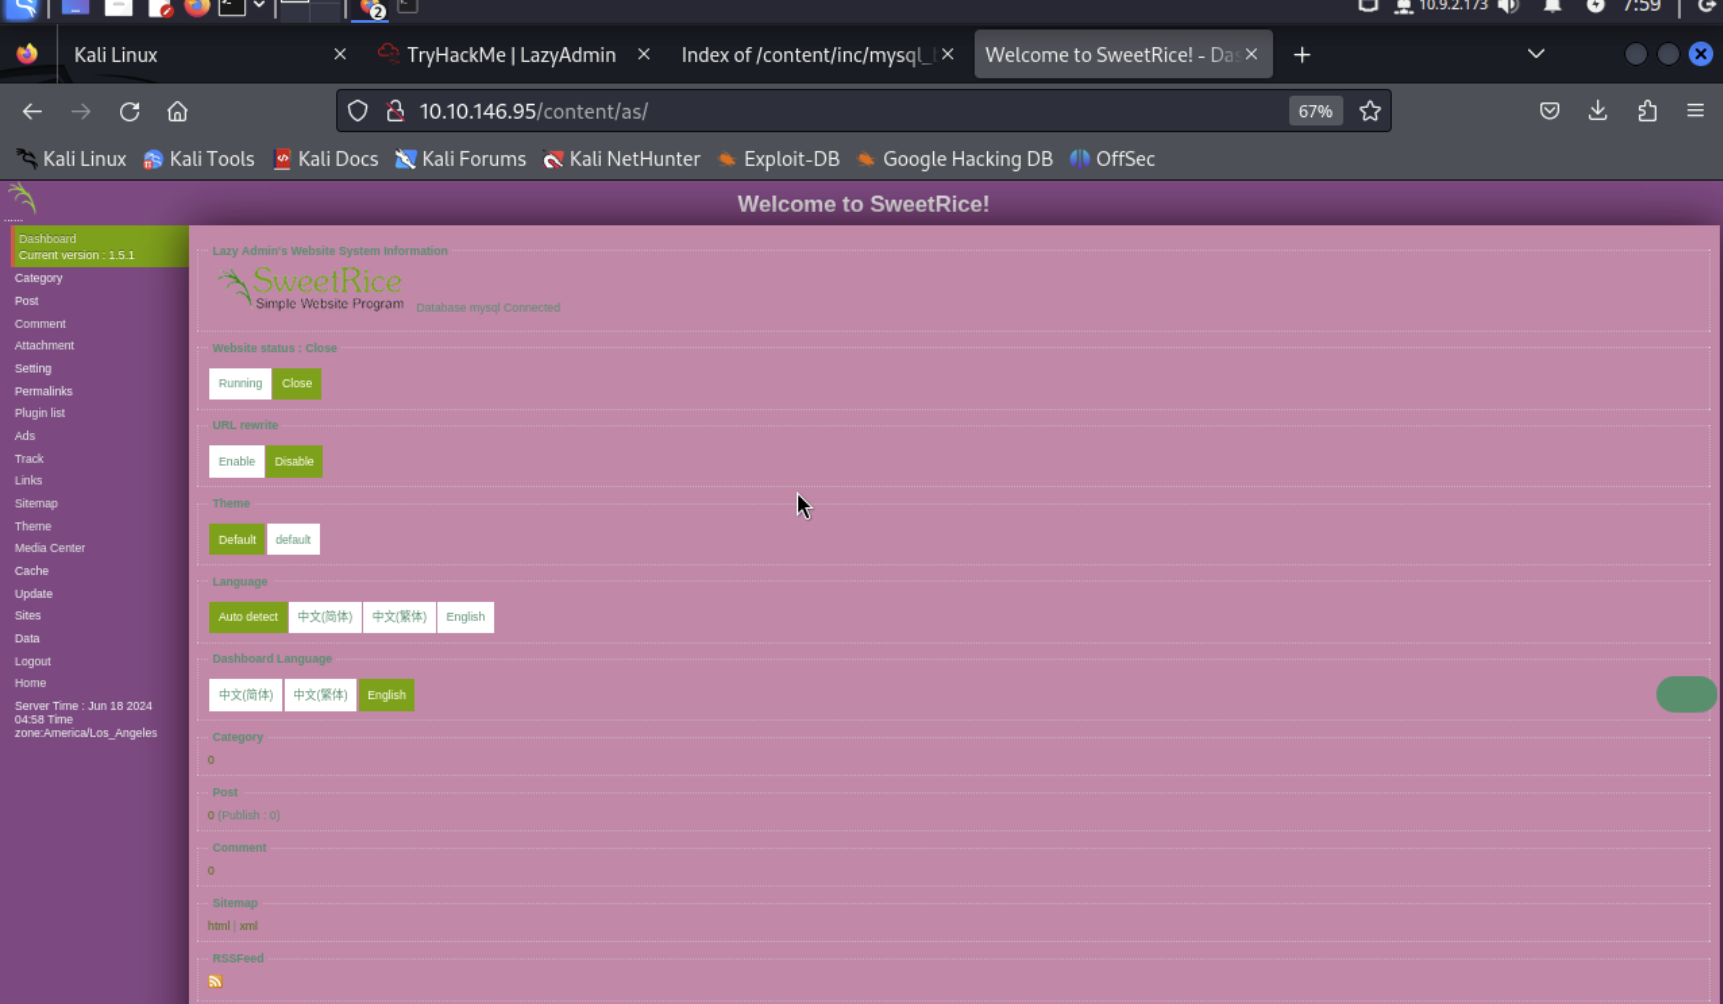 10.9.2.173 7:59
2
Kali Linux TryHackMe | LazyAdmin Index of /content/inc/mysql_ Welcome to SweetRice! - Das
10.10.146.95/content/as/ 67%
Kali Linux Kali Tools Kali Docs Kali Forums Kali NetHunter Exploit-DB Google Hacking DB OffSec
Welcome to SweetRice!
Dashboard
Current version : 1.5.1
Category
Post
Comment
Attachment
Setting
Permalinks
Plugin list
Ads
Track
Links
Sitemap
Theme
Media Center
Cache
Update
Sites
Data
Logout
Home
Server Time : Jun 18 2024
04:58 Time
zone:America/Los_Angeles
Lazy Admin's Website System Information
SweetRice
Simple Website Program
Database mysql Connected
Website status : Close
Running Close
URL rewrite
Enable Disable
Theme
Default default
Language
Auto detect 中文(简体) 中文(繁体) English
Dashboard Language
中文(简体) 中文(繁体) English
Category
0
Post
0 (Publish : 0)
Comment
0
Sitemap
html | xml
RSSFeed